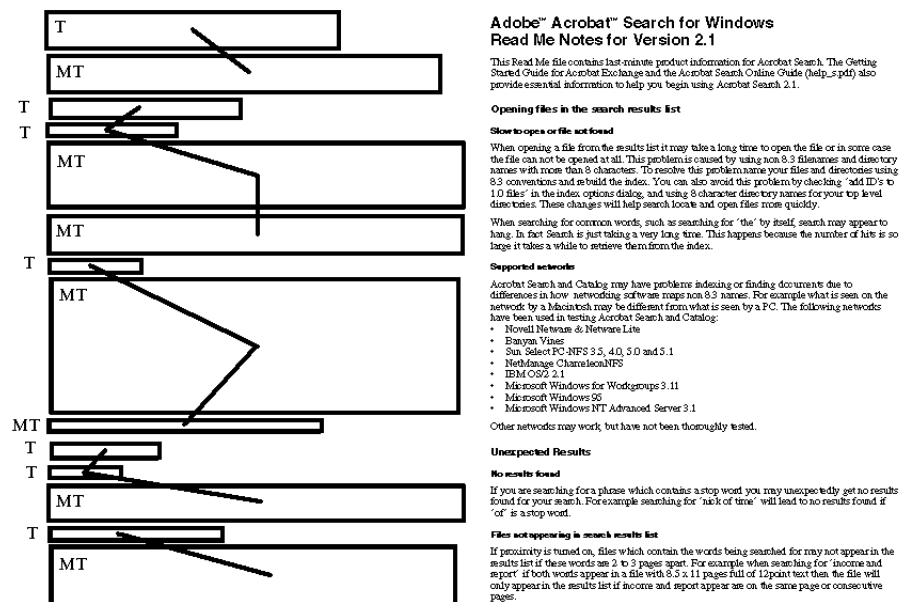 T
MT
T
T
MT
MT
T
MT
MT
T
T
MT
T
MT
Adobe™ Acrobat™ Search for Windows
Read Me Notes for Version 2.1
This Read Me file contains last-minute product information for Acrobat Search. The Getting
Started Guide for Acrobat Exchange and the Acrobat Search Online Guide (help_s.pdf) also
provide essential information to help you begin using Acrobat Search 2.1.
Opening files in the search results list
Slow to open or file not found
When opening a file from the results list it may take a long time to open the file or in some case
the file can not be opened at all. This problem is caused by using non 8.3 filenames and directory
names with more than 8 characters. To resolve this problem name your files and directories using
8.3 conventions and rebuild the index. You can also avoid this problem by checking ´add ID's to
1.0 files´ in the index options dialog, and using 8 character directory names for your top level
directories. These changes will help search locate and open files more quickly.
When searching for common words, such as searching for ´the´ by itself, search may appear to
hang. In fact Search is just taking a very long time. This happens because the number of hits is so
large it takes a while to retrieve them from the index.
Supported networks
Acrobat Search and Catalog may have problems indexing or finding documents due to
differences in how networking software maps non 8.3 names. For example what is seen on the
network by a Macintosh may be different from what is seen by a PC. The following networks
have been used in testing Acrobat Search and Catalog:
• Novell Netware & Netware Lite
• Banyan Vines
• Sun Select PC-NFS 3.5, 4.0, 5.0 and 5.1
• NetManage ChameleonNFS
• IBM OS/2 2.1
• Microsoft Windows for Workgroups 3.11
• Microsoft Windows 95
• Microsoft Windows NT Advanced Server 3.1
Other networks may work, but have not been thoroughly tested.
Unexpected Results
No results found
If you are searching for a phrase which contains a stop word you may unexpectedly get no results
found for your search. For example searching for ´nick of time´ will lead to no results found if
´of´ is a stop word.
Files not appearing in search results list
If proximity is turned on, files which contain the words being searched for may not appear in the
results list if these words are 2 to 3 pages apart. For example when searching for ´income and
report´ if both words appear in a file with 8.5 x 11 pages full of 12point text then the file will
only appear in the results list if income and report appear are on the same page or consecutive
pages.